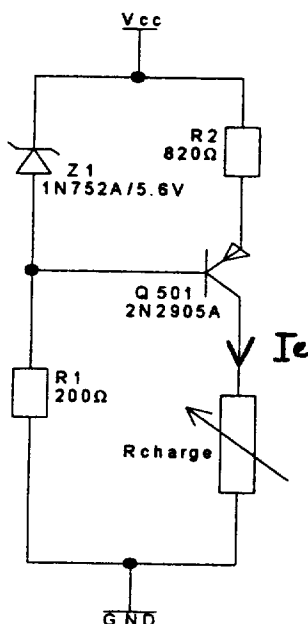 Vcc
R2
820Ω
Z1
1N752A/5.6V
Q501
2N2905A
Ie
R1
200Ω
Rcharge
GND